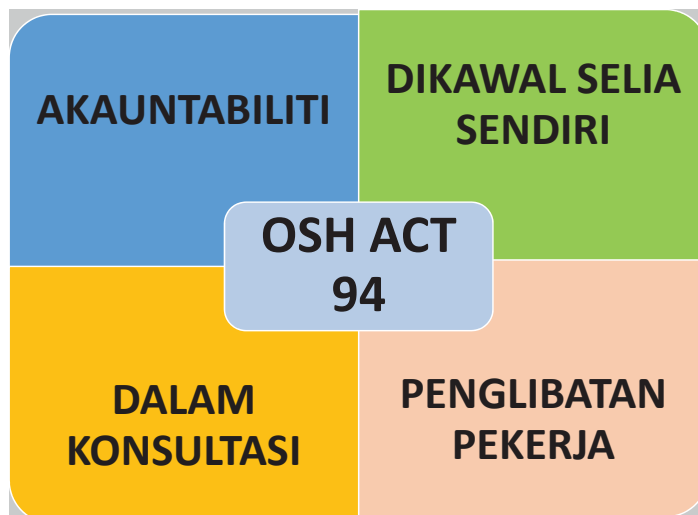 AKAUNTABILITI
DIKAWAL SELIA
SENDIRI
OSH ACT
94
DALAM
KONSULTASI
PENGLIBATAN
PEKERJA